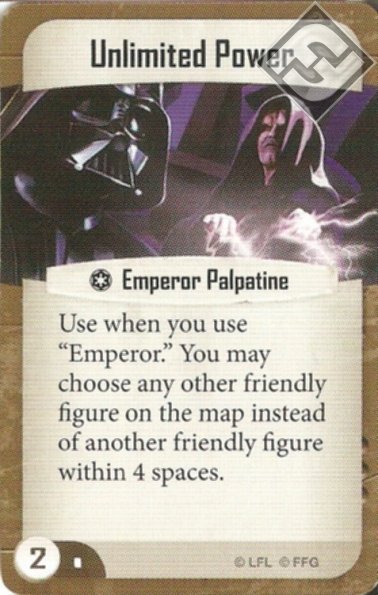 Unlimited Power
Emperor Palpatine
Use when you use
“Emperor.” You may
choose any other friendly
figure on the map instead
of another friendly figure
within 4 spaces.
2
© LFL © FFG